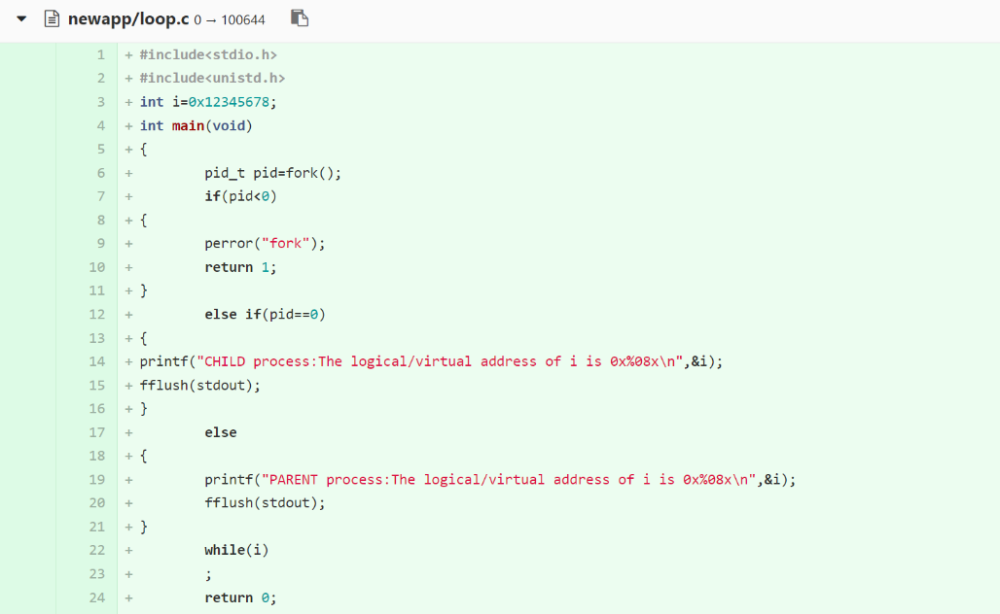 newapp/loop.c 0 → 100644
1 + #include<stdio.h>
2 + #include<unistd.h>
3 + int i=0x12345678;
4 + int main(void)
5 + {
6 +         pid_t pid=fork();
7 +         if(pid<0)
8 + {
9 +         perror("fork");
10 +         return 1;
11 + }
12 +         else if(pid==0)
13 + {
14 + printf("CHILD process:The logical/virtual address of i is 0x%08x\n",&i);
15 + fflush(stdout);
16 + }
17 +         else
18 + {
19 +         printf("PARENT process:The logical/virtual address of i is 0x%08x\n",&i);
20 +         fflush(stdout);
21 + }
22 +         while(i)
23 +         ;
24 +         return 0;